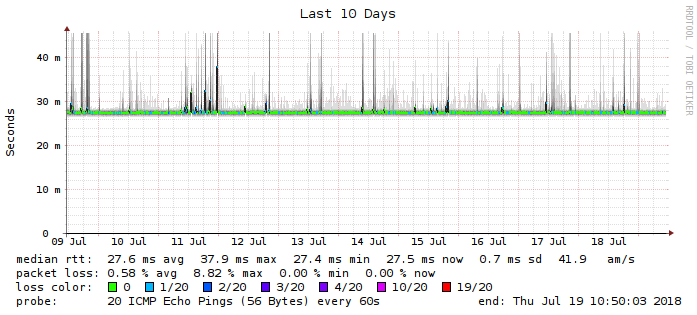 Last 10 Days
RRDTOOL / TOBI OETIKER
Seconds
40 m
30 m
20 m
10 m
0
09 Jul 10 Jul 11 Jul 12 Jul 13 Jul 14 Jul 15 Jul 16 Jul 17 Jul 18 Jul
median rtt: 27.6 ms avg 37.9 ms max 27.4 ms min 27.5 ms now 0.7 ms sd 41.9 am/s
packet loss: 0.58 % avg 8.82 % max 0.00 % min 0.00 % now
loss color: 0 1/20 2/20 3/20 4/20 10/20 19/20
probe: 20 ICMP Echo Pings (56 Bytes) every 60s end: Thu Jul 19 10:50:03 2018